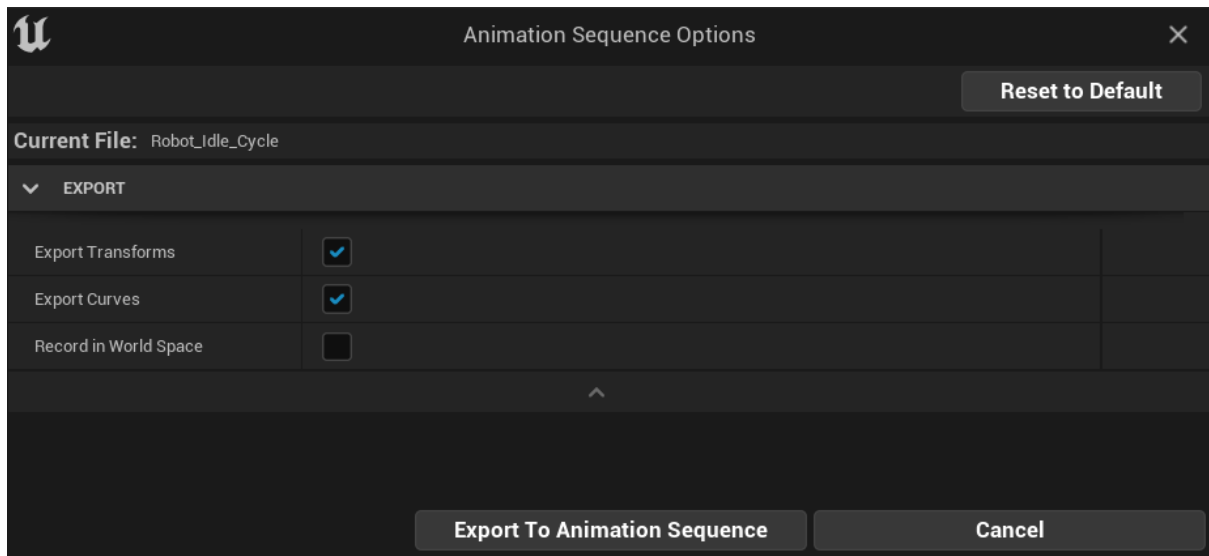 Animation Sequence Options
Reset to Default
Current File: Robot_Idle_Cycle
EXPORT
Export Transforms
Export Curves
Record in World Space
Export To Animation Sequence Cancel